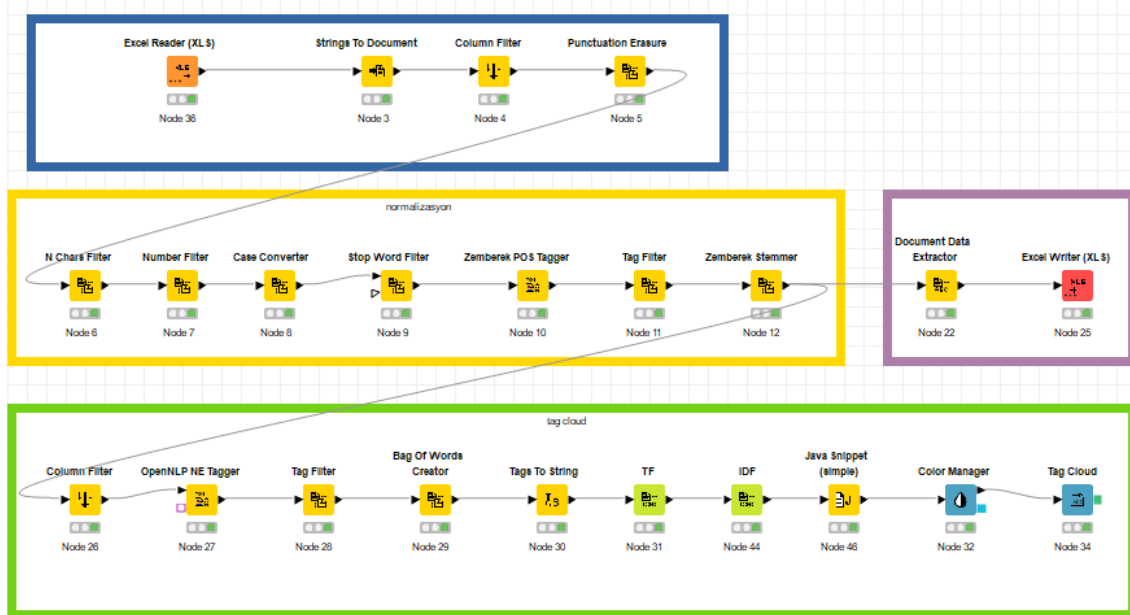 Excel Reader (XLS)
Strings To Document
Column Filter
Punctuation Erasure
Node 36
Node 3
Node 4
Node 5
normalizasyon
N Chars Filter
Number Filter
Case Converter
Stop Word Filter
Zemberek POS Tagger
Tag Filter
Zemberek Stemmer
Node 6
Node 7
Node 8
Node 9
Node 10
Node 11
Node 12
Document Data
Extractor
Excel Writer (XLS)
Node 22
Node 25
tag cloud
Column Filter
OpenNLP NE Tagger
Tag Filter
Bag Of Words
Creator
Tags To String
TF
IDF
Java Snippet
(simple)
Color Manager
Tag Cloud
Node 26
Node 27
Node 28
Node 29
Node 30
Node 31
Node 44
Node 46
Node 32
Node 34